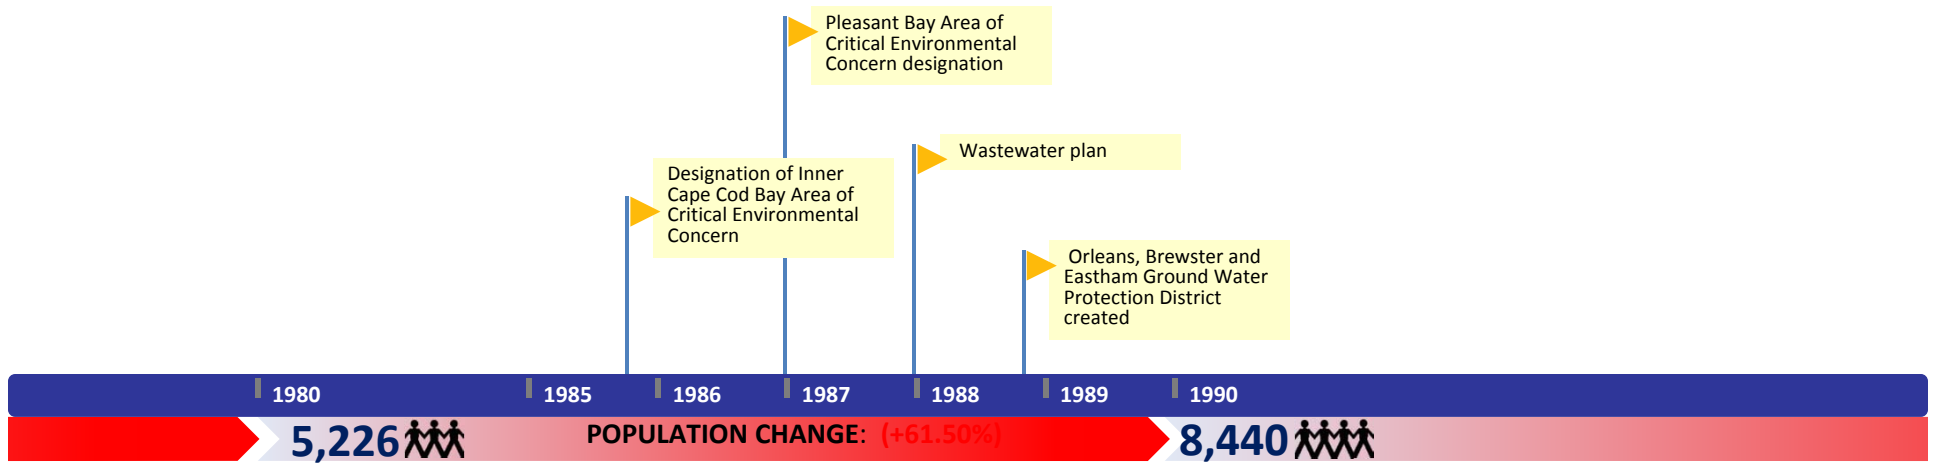 Pleasant Bay Area of
Critical Environmental
Concern designation
Wastewater plan
Designation of Inner
Cape Cod Bay Area of
Critical Environmental
Concern
Orleans, Brewster and
Eastham Ground Water
Protection District
created
1980
1985
1986
1987
1988
1989
1990
5,226
POPULATION CHANGE: (+61.50%)
8,440